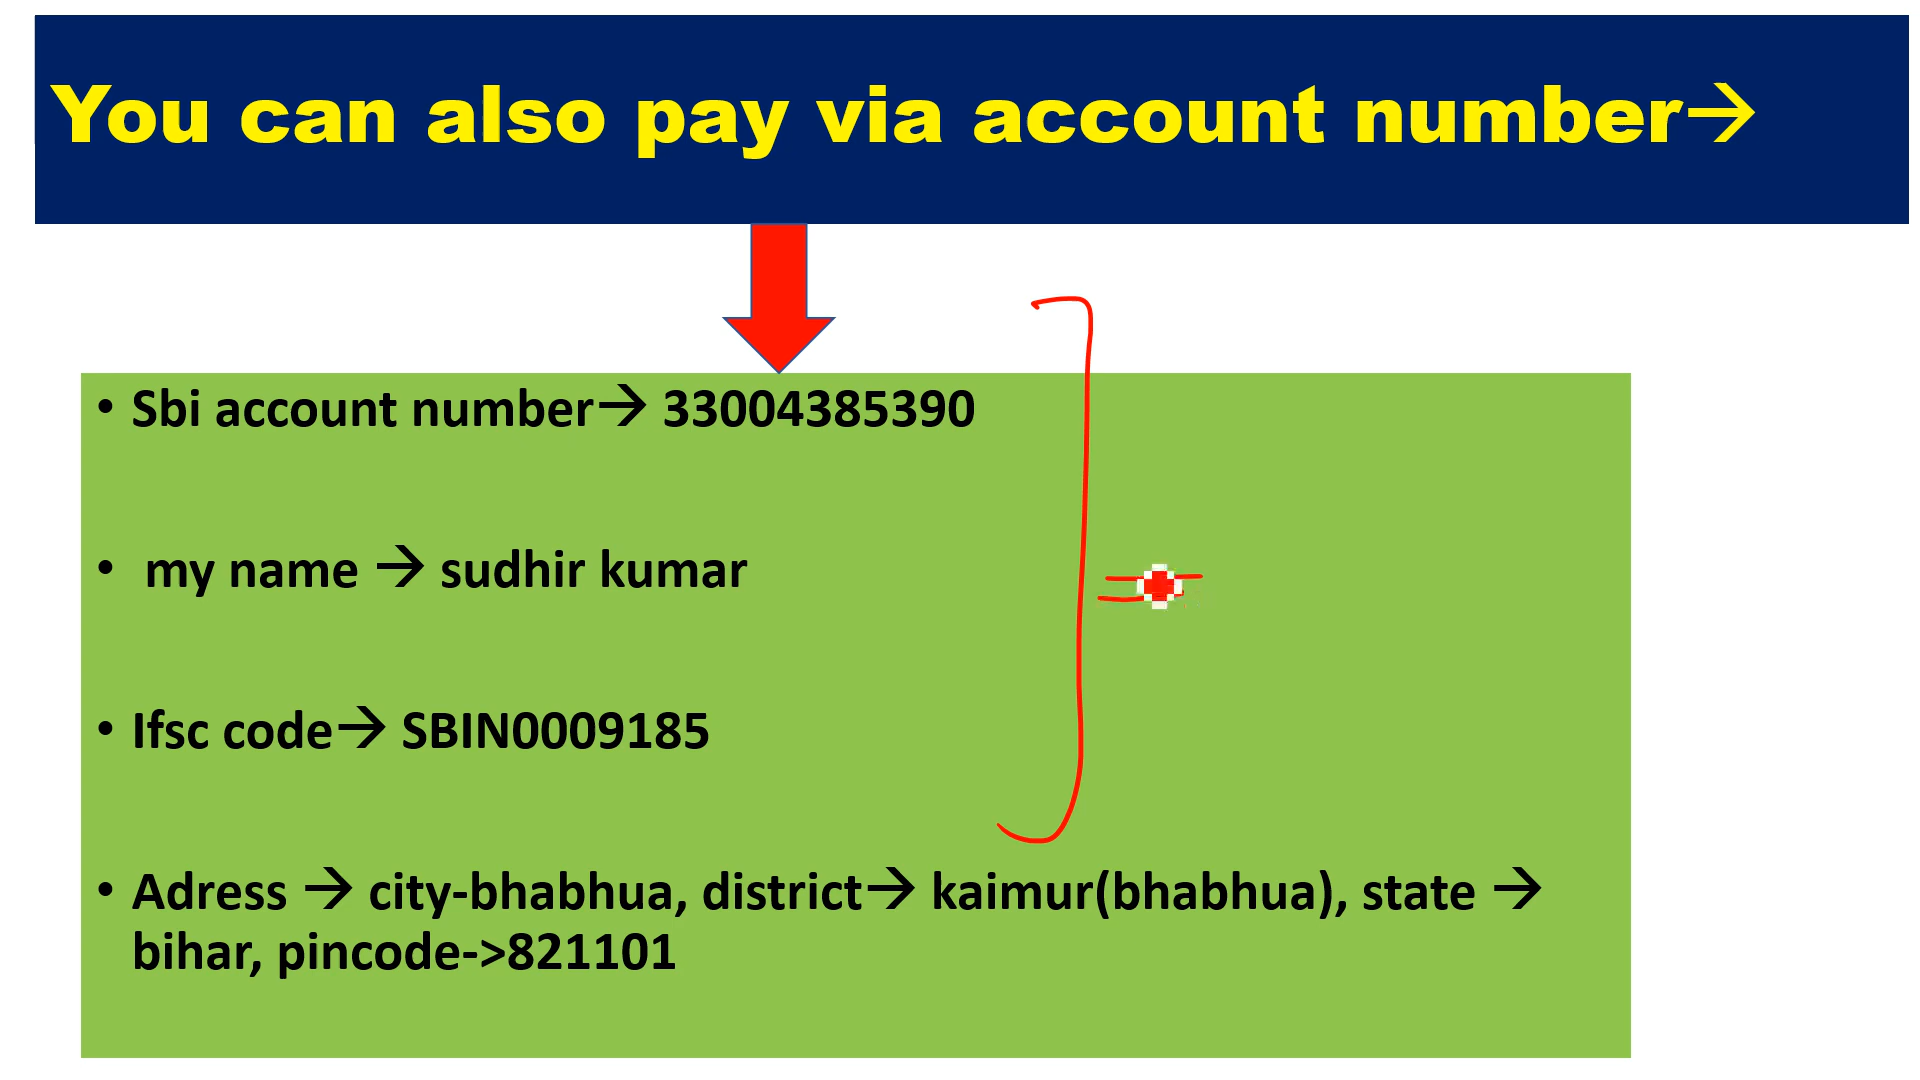 You can also pay via account number→
• Sbi account number→ 33004385390
• my name → sudhir kumar
• Ifsc code→ SBIN0009185
• Adress → city-bhabhua, district→ kaimur(bhabhua), state →
bihar, pincode->821101